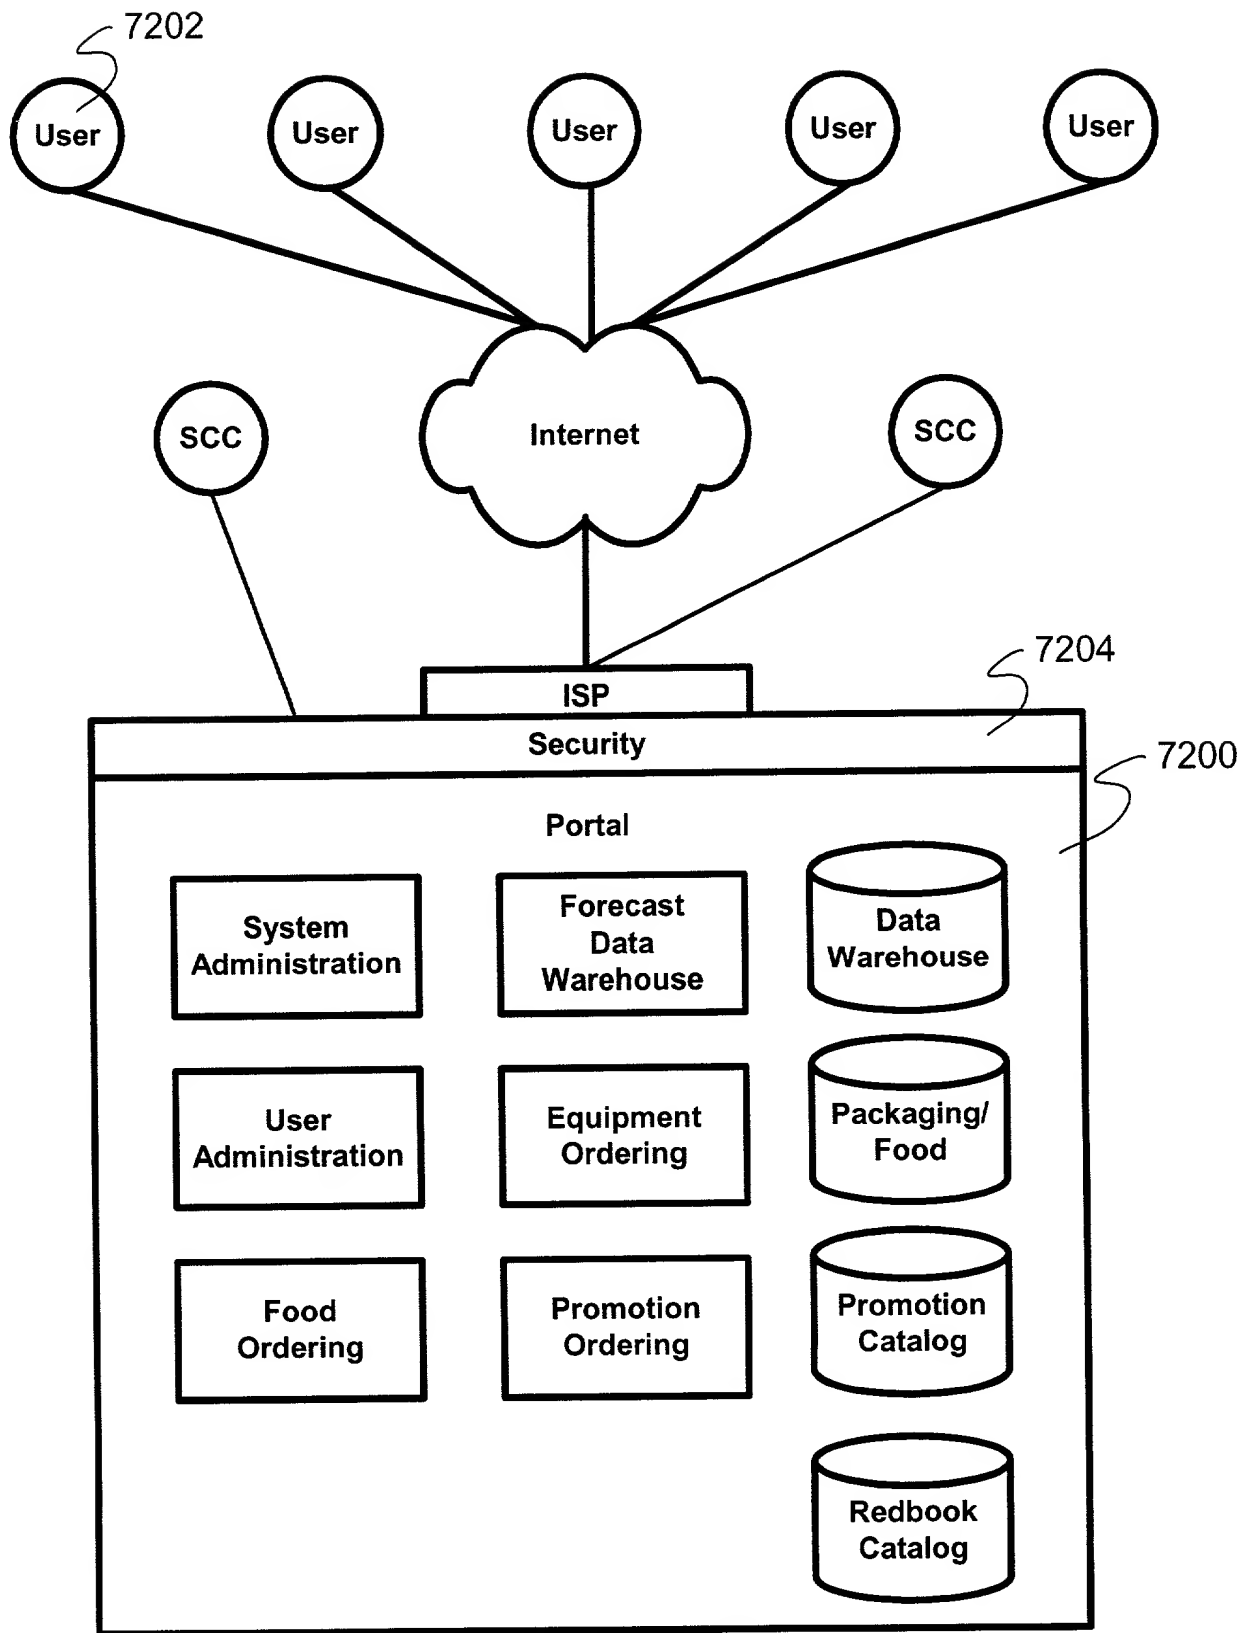 7202
User
User
User
User
User
SCC
Internet
SCC
7204
ISP
Security
7200
Portal
System
Administration
Forecast
Data
Warehouse
Data
Warehouse
User
Administration
Equipment
Ordering
Packaging/
Food
Food
Ordering
Promotion
Ordering
Promotion
Catalog
Redbook
Catalog